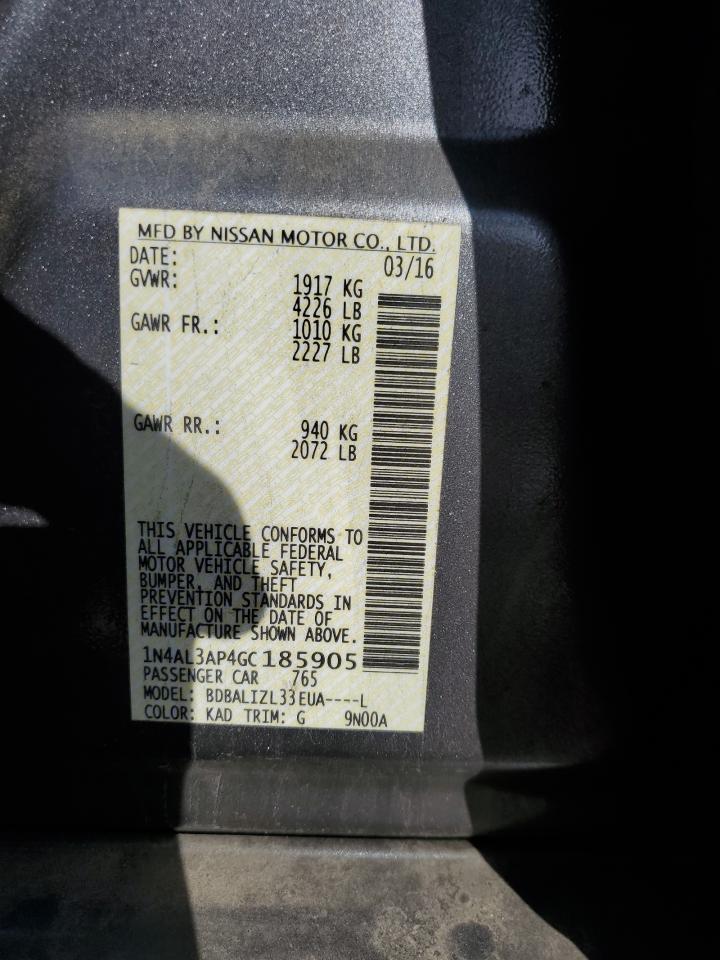 MFD BY NISSAN MOTOR CO., LTD.
DATE: 03/16
GVWR: 1917 KG
4226 LB
GAWR FR.: 1010 KG
2227 LB
GAWR RR.: 940 KG
2072 LB
THIS VEHICLE CONFORMS TO
ALL APPLICABLE FEDERAL
MOTOR VEHICLE SAFETY,
BUMPER, AND THEFT
PREVENTION STANDARDS IN
EFFECT ON THE DATE OF
MANUFACTURE SHOWN ABOVE.
1N4AL3AP4GC185905
PASSENGER CAR 765
MODEL: BDBALIZL33EUA----L
COLOR: KAD TRIM: G 9N00A